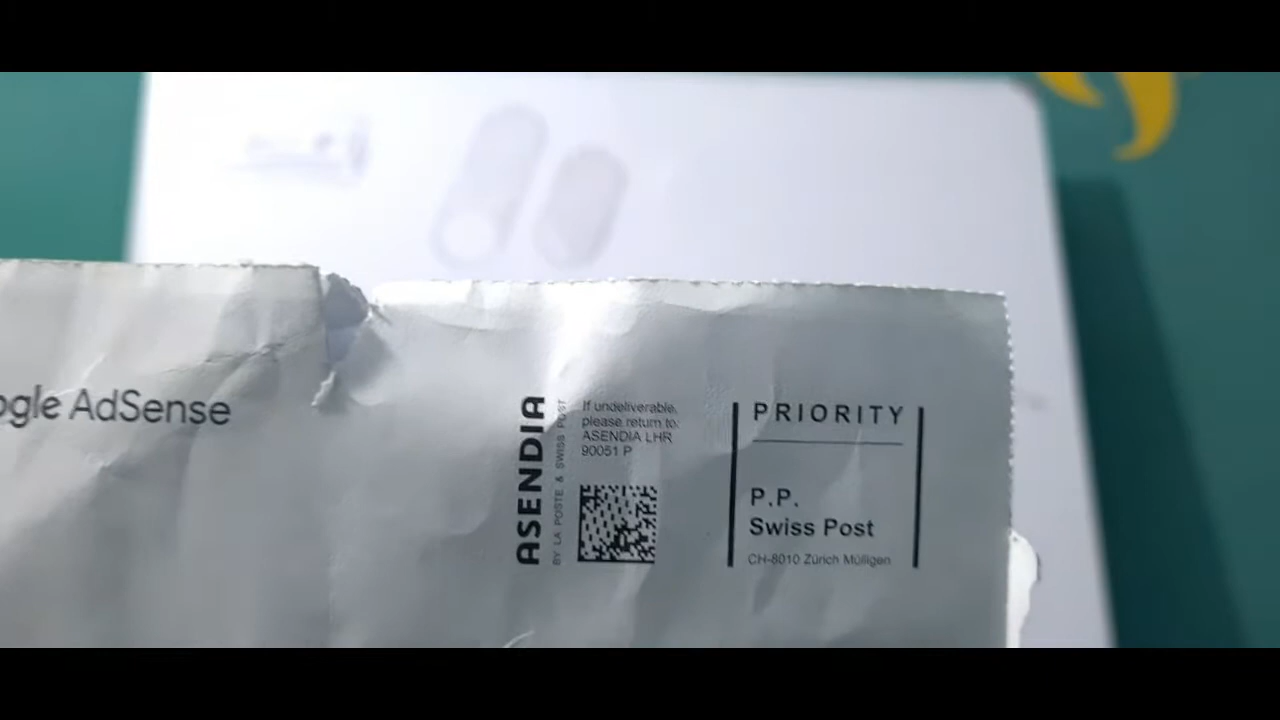 ogle AdSense
ASENDIA
BY LA POSTE & SWISS POST
If undeliverable,
please return to:
ASENDIA LHR
90051 P
PRIORITY
P.P.
Swiss Post
CH-8010 Zürich Mülligen